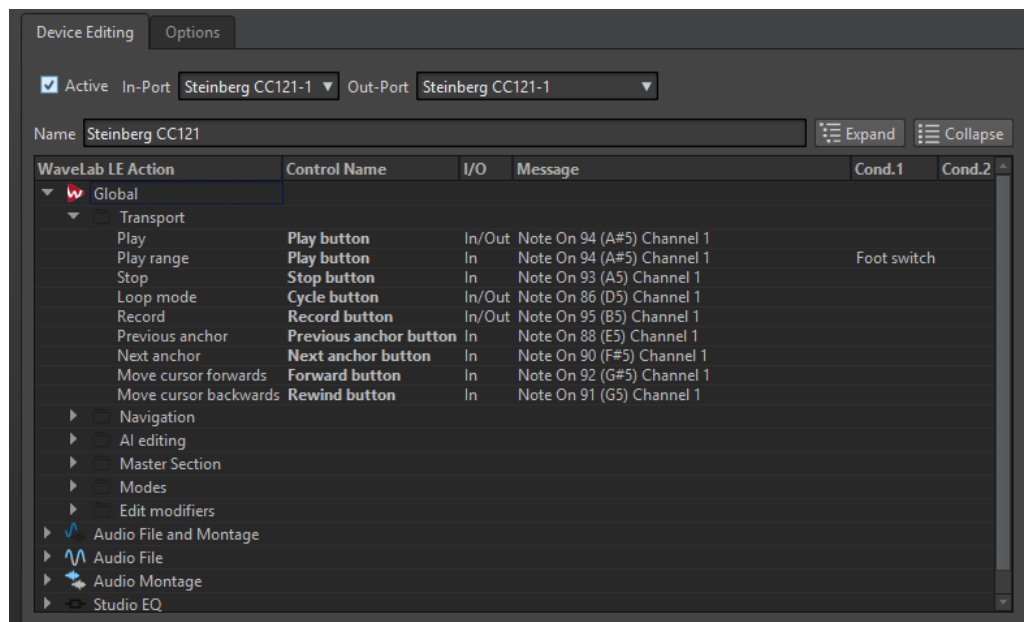 Device Editing Options
Active In-Port Steinberg CC121-1 Out-Port Steinberg CC121-1
Name Steinberg CC121 Expand Collapse
WaveLab LE Action Control Name I/O Message Cond.1 Cond.2
Global
Transport
Play Play button In/Out Note On 94 (A#5) Channel 1
Play range Play button In Note On 94 (A#5) Channel 1 Foot switch
Stop Stop button In Note On 93 (A5) Channel 1
Loop mode Cycle button In/Out Note On 86 (D5) Channel 1
Record Record button In/Out Note On 95 (B5) Channel 1
Previous anchor Previous anchor button In Note On 88 (E5) Channel 1
Next anchor Next anchor button In Note On 90 (F#5) Channel 1
Move cursor forwards Forward button In Note On 92 (G#5) Channel 1
Move cursor backwards Rewind button In Note On 91 (G5) Channel 1
Navigation
AI editing
Master Section
Modes
Edit modifiers
Audio File and Montage
Audio File
Audio Montage
Studio EQ